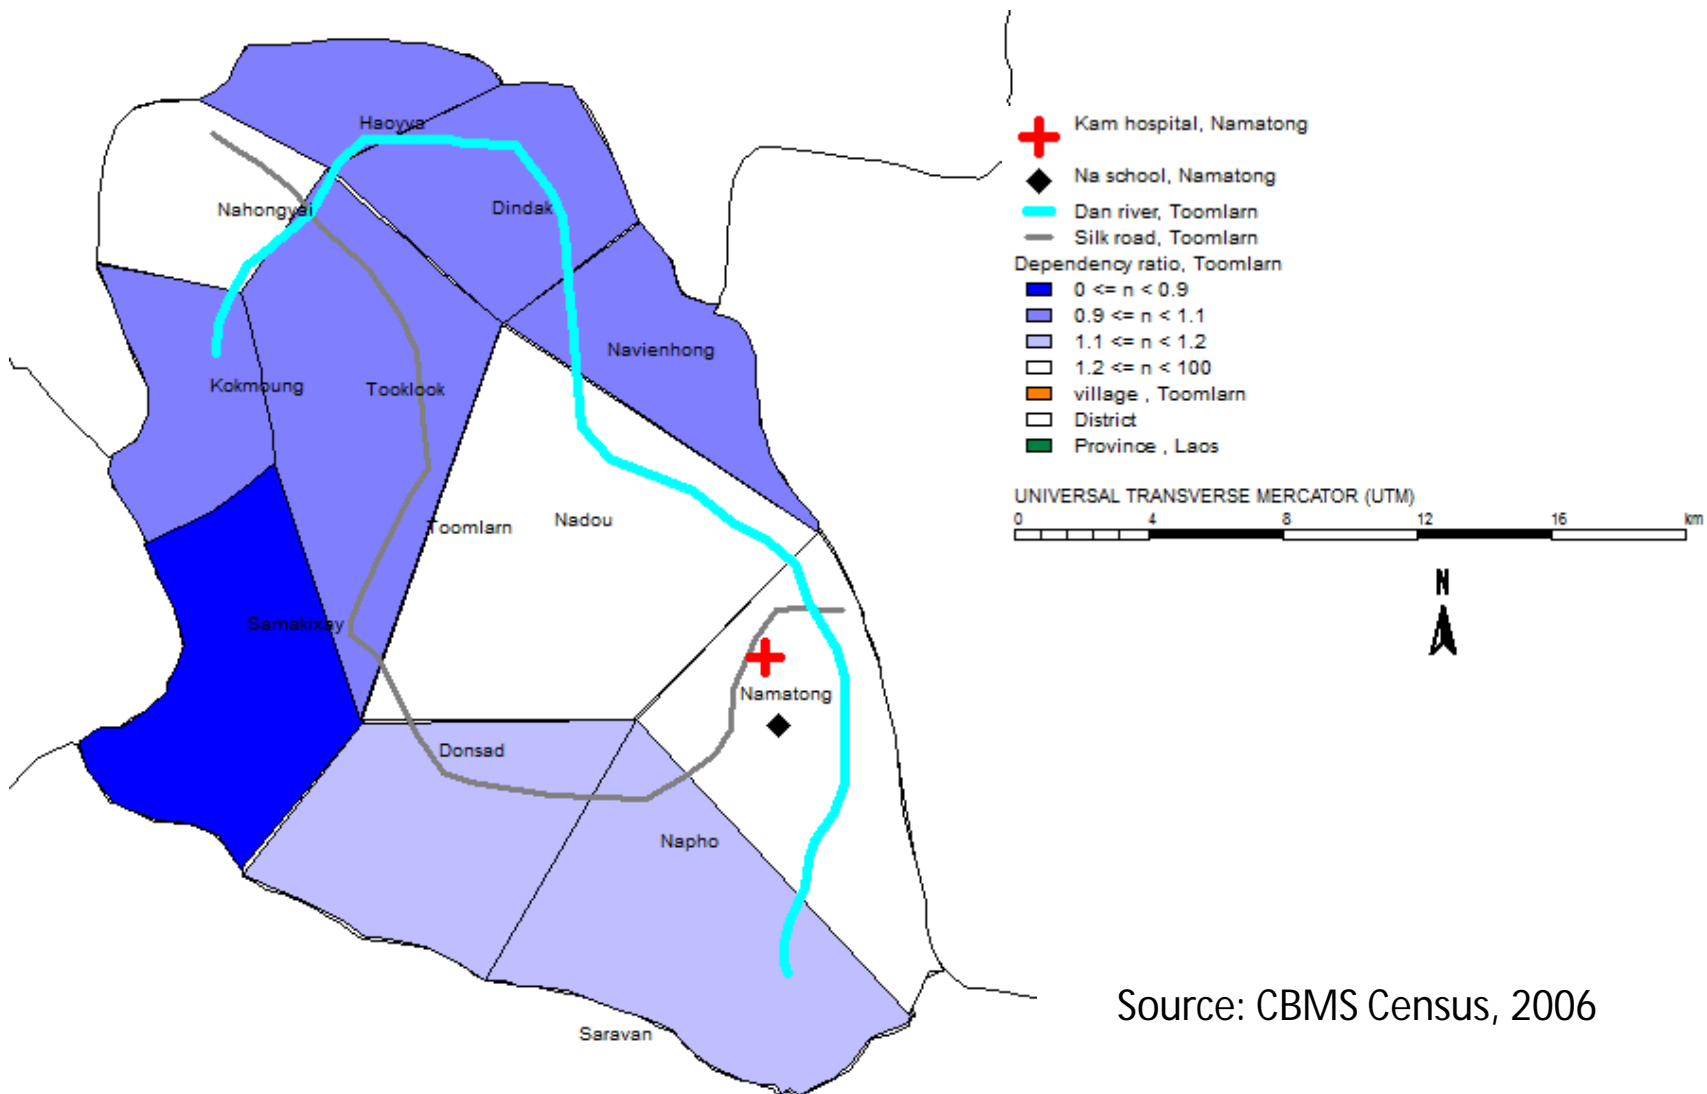 Haoyya
Nahongyai
Dindak
Navienhong
Kokmoung
Tooklook
Toomlarn
Nadou
Samakixay
Namatong
Donsad
Napho
Saravan
Kam hospital, Namatong
Na school, Namatong
Dan river, Toomlarn
Silk road, Toomlarn
Dependency ratio, Toomlarn
0 <= n < 0.9
0.9 <= n < 1.1
1.1 <= n < 1.2
1.2 <= n < 100
village , Toomlarn
District
Province , Laos
UNIVERSAL TRANSVERSE MERCATOR (UTM)
0 4 8 12 16 km
N
Source: CBMS Census, 2006